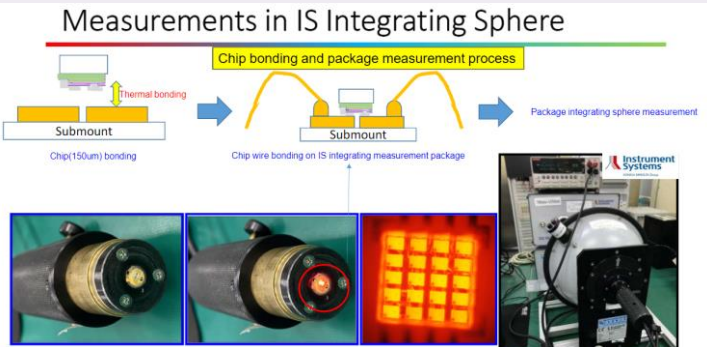 Measurements in IS Integrating Sphere
Chip bonding and package measurement process
Thermal bonding
Submount
Submount
Package integrating sphere measurement
Chip(150um) bonding
Chip wire bonding on IS integrating measurement package
Instrument
Systems